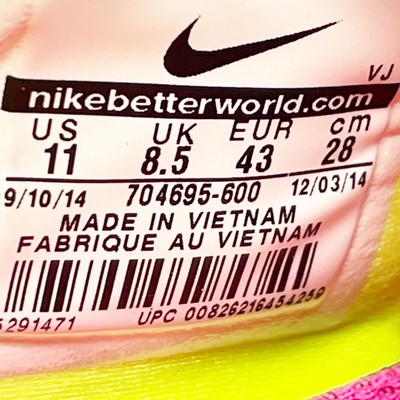 VJ
nikebetterworld.com
US UK EUR cm
11 8.5 43 28
9/10/14 704695-600 12/03/14
MADE IN VIETNAM
FABRIQUE AU VIETNAM
5291471 UPC 00826216454259